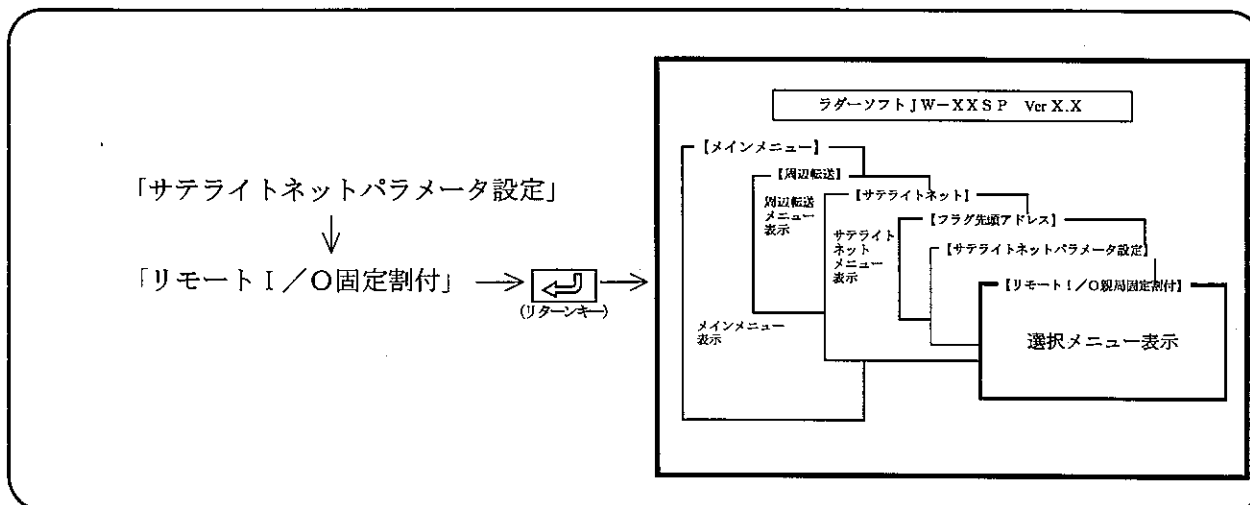 「サテライトネットパラメータ設定」
↓
「リモートI／O固定割付」→ →
(リターンキー)
ラダーソフトJW－XXSP Ver X.X
【メインメニュー】
【周辺転送】
周辺転送
メニュー
表示
【サテライトネット】
サテライト
ネット
メニュー
表示
【フラグ先頭アドレス】
【サテライトネットパラメータ設定】
【リモートI／O親局固定割付】
選択メニュー表示
メインメニュー
表示